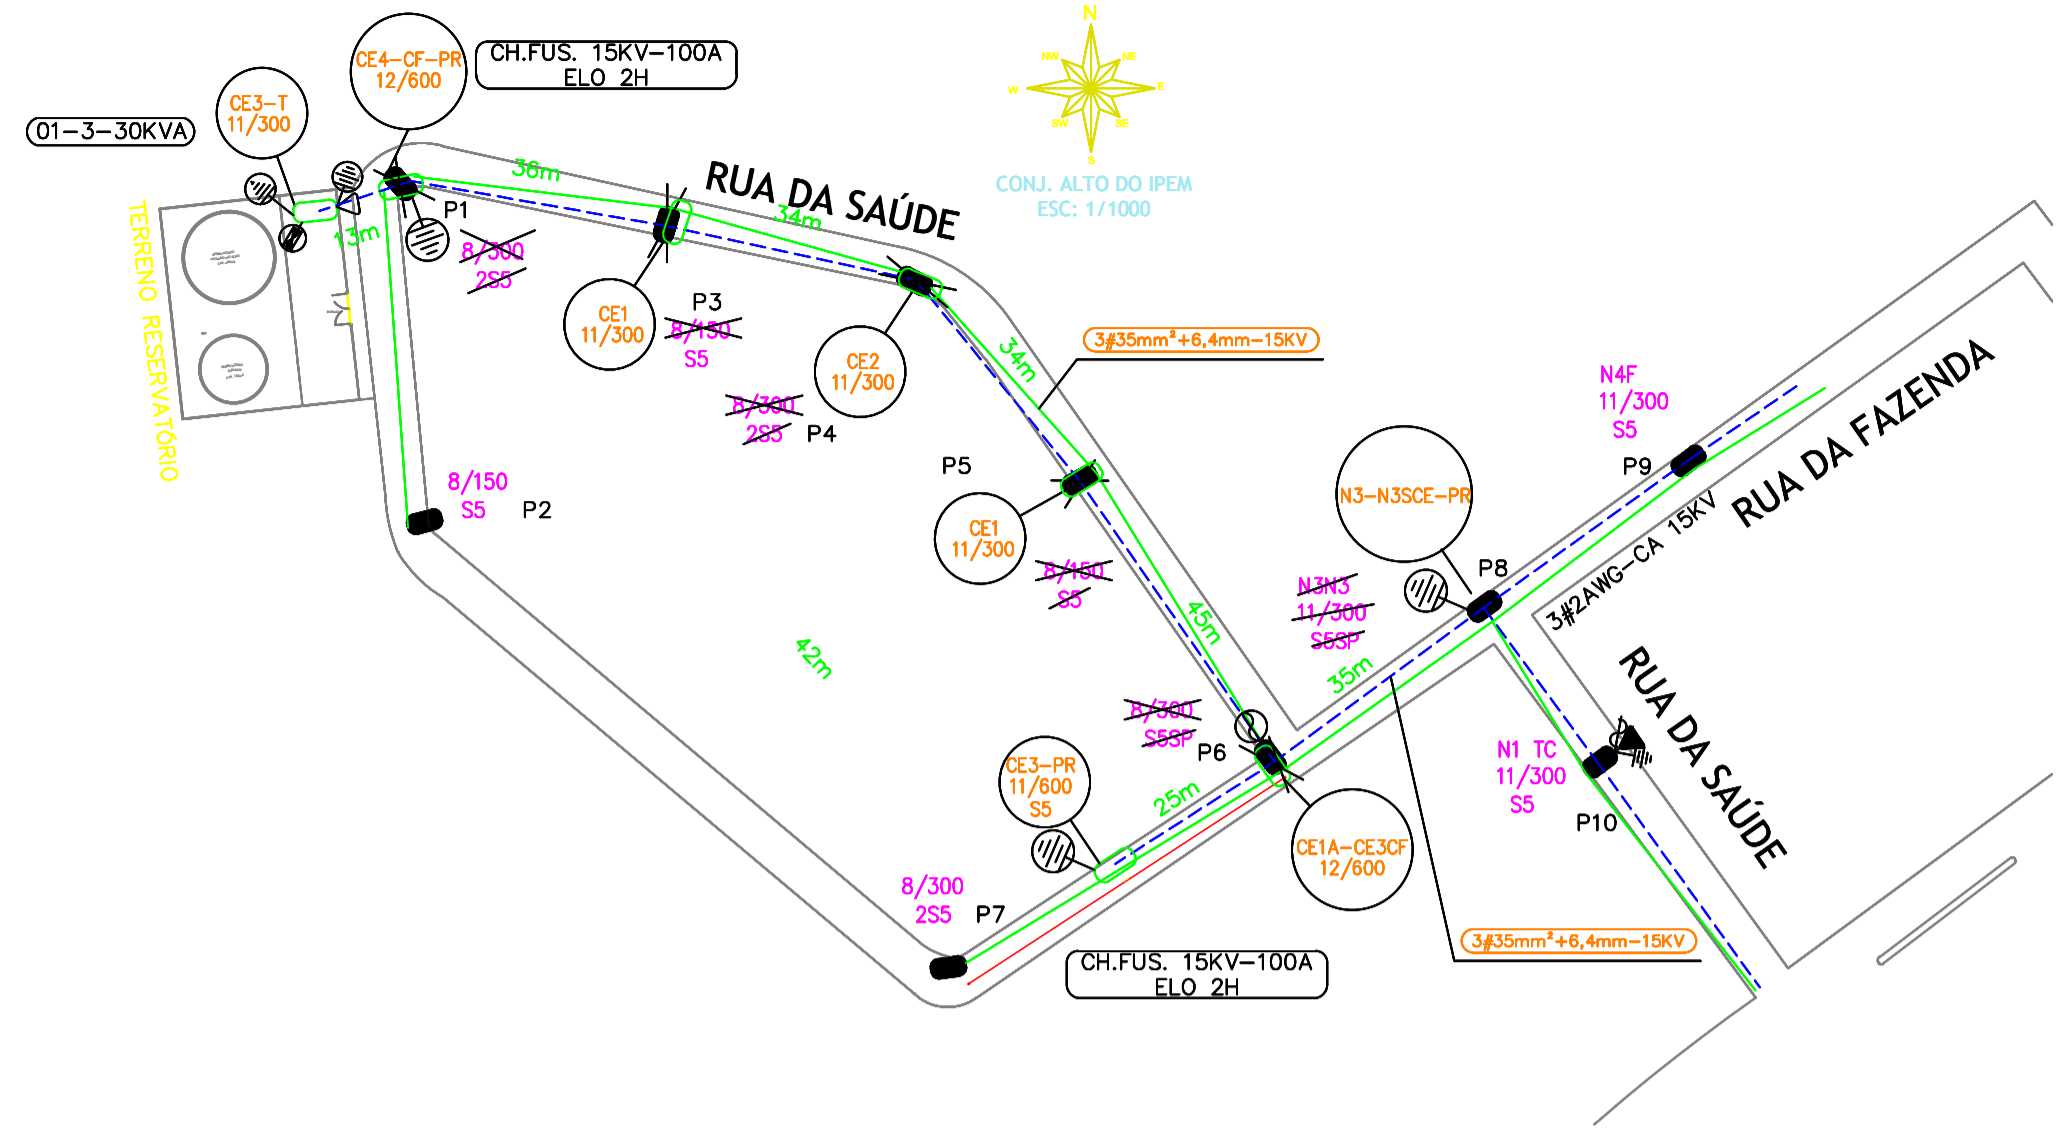 CE4-CF-PR
12/600
CH.FUS. 15KV-100A
ELO 2H
CE3-T
11/300
01-3-30KVA
N
NW
NE
W
E
SW
SE
S
CONJ. ALTO DO IPEM
ESC: 1/1000
RUA DA SAÚDE
36m
34m
13m
P1
8/300
2S5
TERRENO RESERVATÓRIO
CE1
11/300
P3
8/150
S5
CE2
11/300
3#35mm²+6,4mm-15KV
34m
8/300
2S5
P4
N4F
11/300
S5
P9
RUA DA FAZENDA
P5
8/150
S5
P2
CE1
11/300
N3-N3SCE-PR
3#2AWG-CA 15KV
8/150
S5
P8
N3N3
11/300
S5SP
45m
42m
35m
RUA DA SAÚDE
8/300
S5SP
P6
N1 TC
11/300
S5
P10
CE3-PR
11/600
S5
25m
CE1A-CE3CF
12/600
8/300
2S5
P7
3#35mm²+6,4mm-15KV
CH.FUS. 15KV-100A
ELO 2H